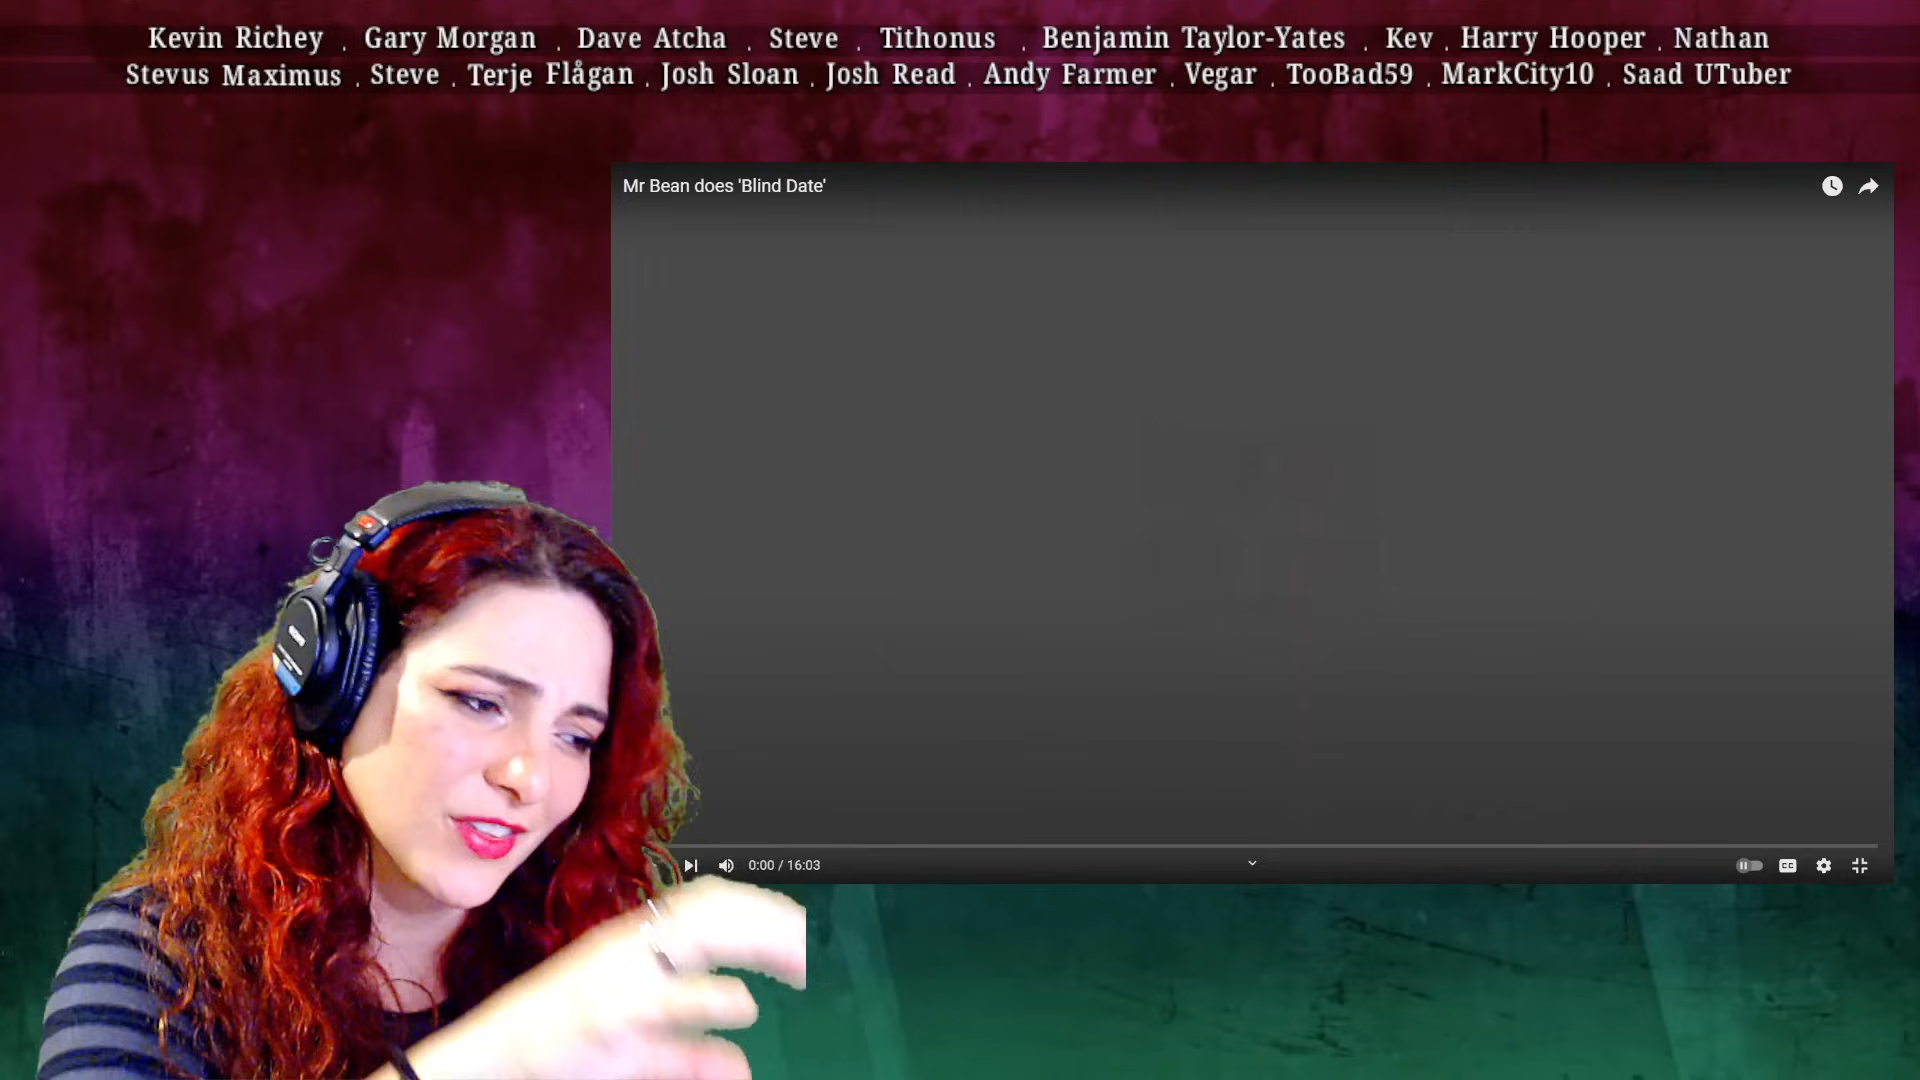 Kevin Richey . Gary Morgan . Dave Atcha . Steve . Tithonus . Benjamin Taylor-Yates . Kev . Harry Hooper . Nathan
Stevus Maximus . Steve . Terje Flågan . Josh Sloan . Josh Read . Andy Farmer . Vegar . TooBad59 . MarkCity10 . Saad UTuber
Mr Bean does 'Blind Date'
0:00 / 16:03
CC